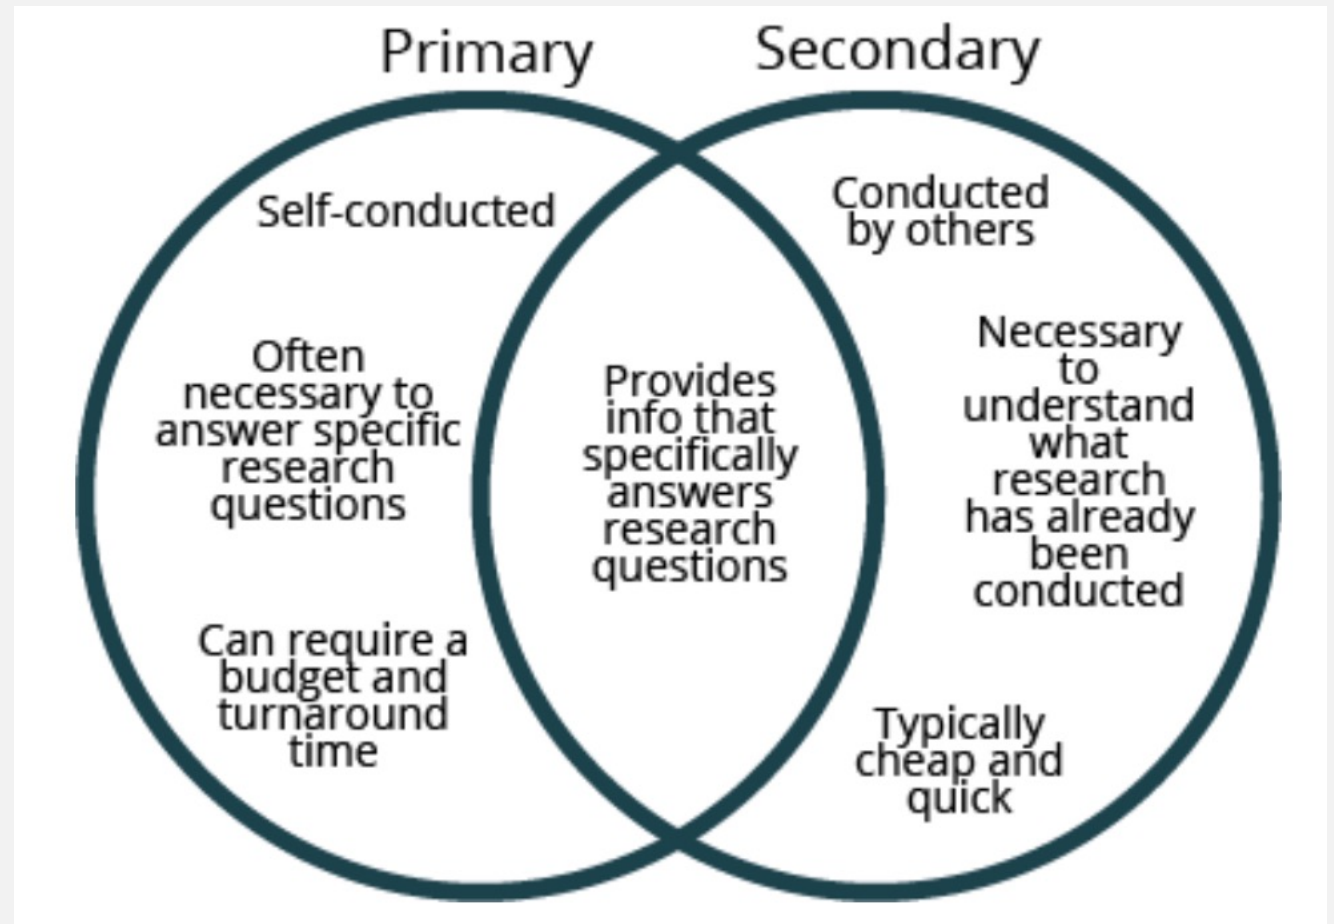 Primary
Secondary
Self-conducted
Often
necessary to
answer specific
research
questions
Can require a
budget and
turnaround
time
Provides
info that
specifically
answers
research
questions
Conducted
by others
Necessary
to
understand
what
research
has already
been
conducted
Typically
cheap and
quick